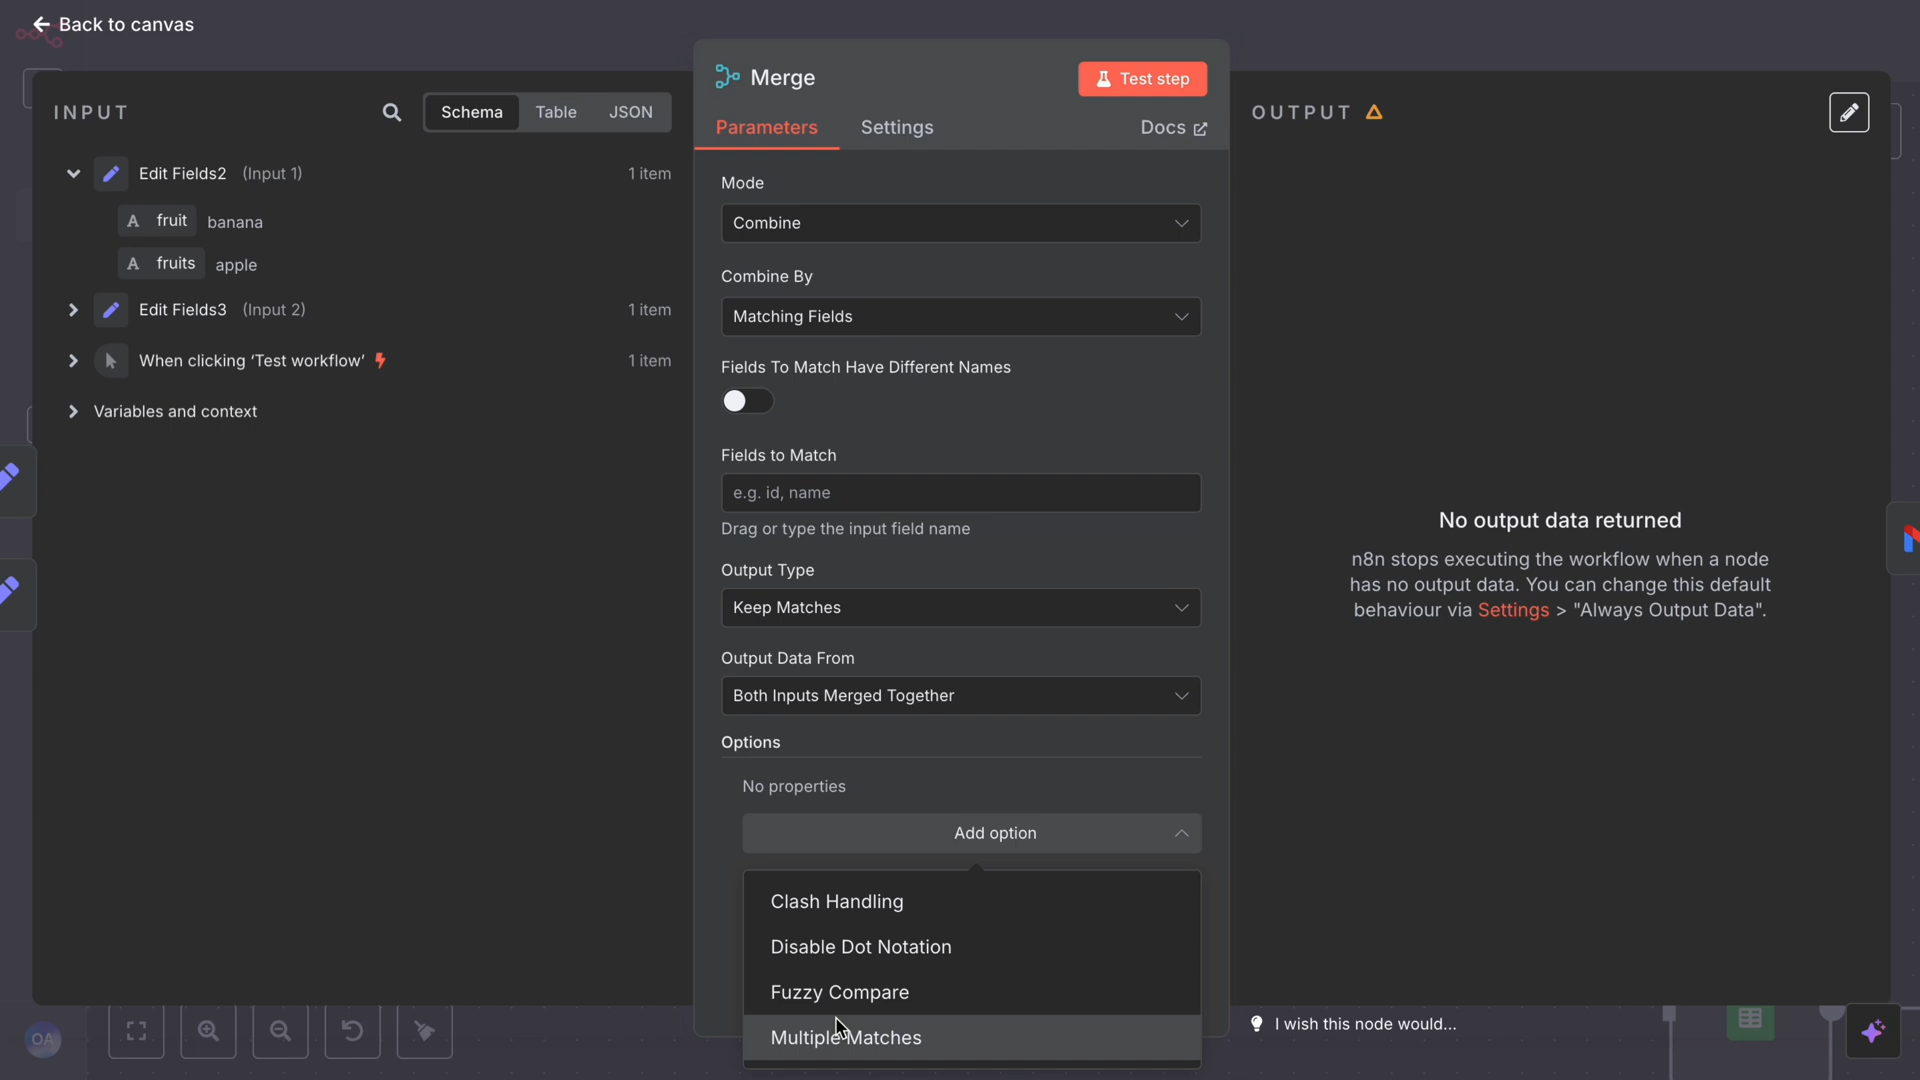 Back to canvas
INPUT
Schema
Table
JSON
Edit Fields2 (Input 1)
1 item
A fruit banana
A fruits apple
Edit Fields3 (Input 2)
1 item
When clicking ‘Test workflow’
1 item
Variables and context
OA
Merge
Test step
Parameters
Settings
Docs
Mode
Combine
Combine By
Matching Fields
Fields To Match Have Different Names
Fields to Match
e.g. id, name
Drag or type the input field name
Output Type
Keep Matches
Output Data From
Both Inputs Merged Together
Options
No properties
Add option
Clash Handling
Disable Dot Notation
Fuzzy Compare
Multiple Matches
OUTPUT
No output data returned
n8n stops executing the workflow when a node
has no output data. You can change this default
behaviour via Settings > "Always Output Data".
I wish this node would...